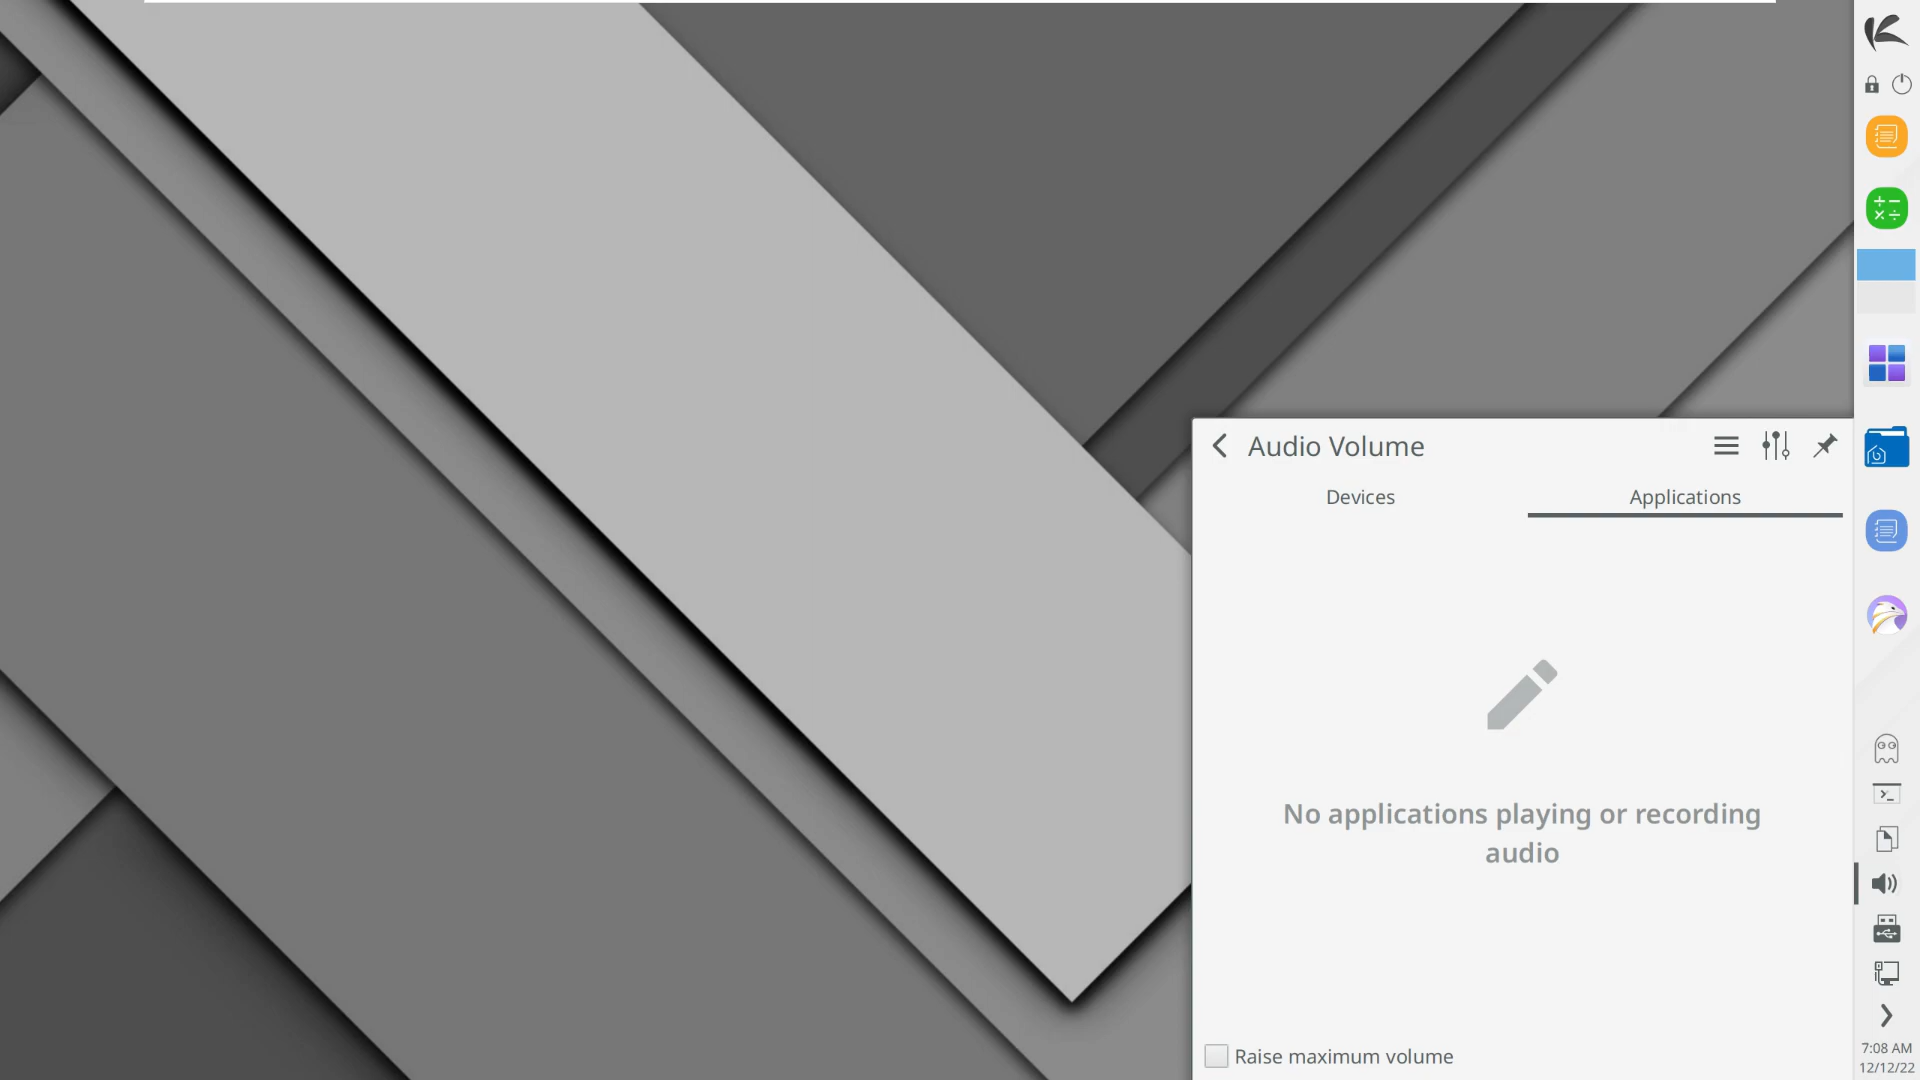 Audio Volume
Devices
Applications
No applications playing or recording
audio
Raise maximum volume
7:08 AM
12/12/22